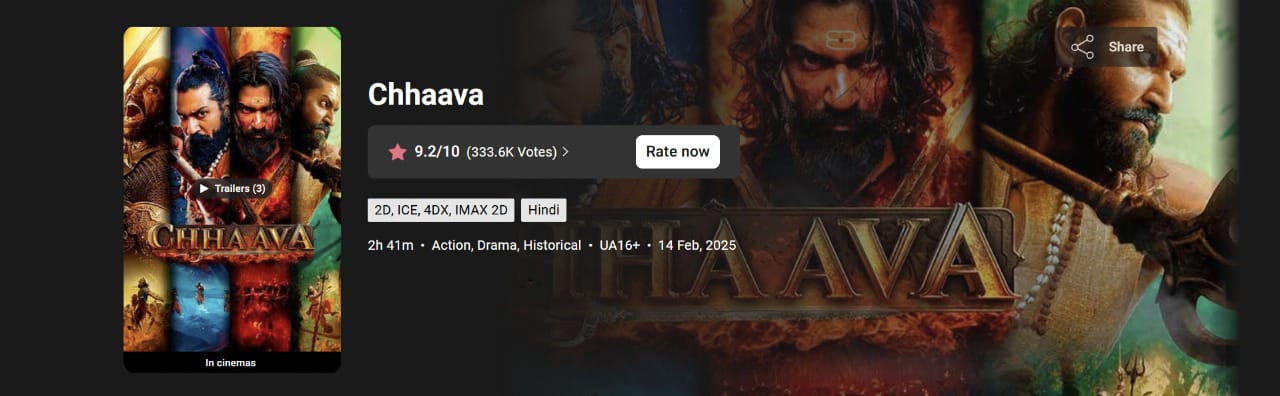 Share
Chhaava
9.2/10 (333.6K Votes) >
Rate now
Trailers (3)
2D, ICE, 4DX, IMAX 2D
Hindi
CHHAAVA
2h 41m • Action, Drama, Historical • UA16+ • 14 Feb, 2025
HHAAVA
In cinemas